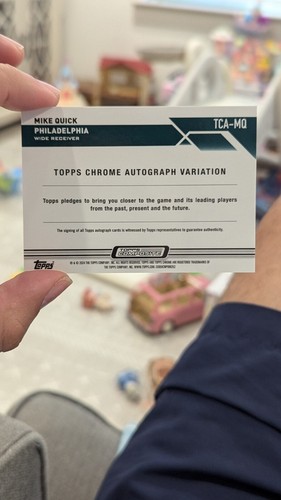 MIKE QUICK
PHILADELPHIA
WIDE RECEIVER
TCA-MQ
TOPPS CHROME AUTOGRAPH VARIATION
Topps pledges to bring you closer to the game and its leading players
from the past, present and the future.
The signing of all Topps autograph cards is witnessed by Topps representatives to guarantee authenticity.
COMPOSITE
Topps